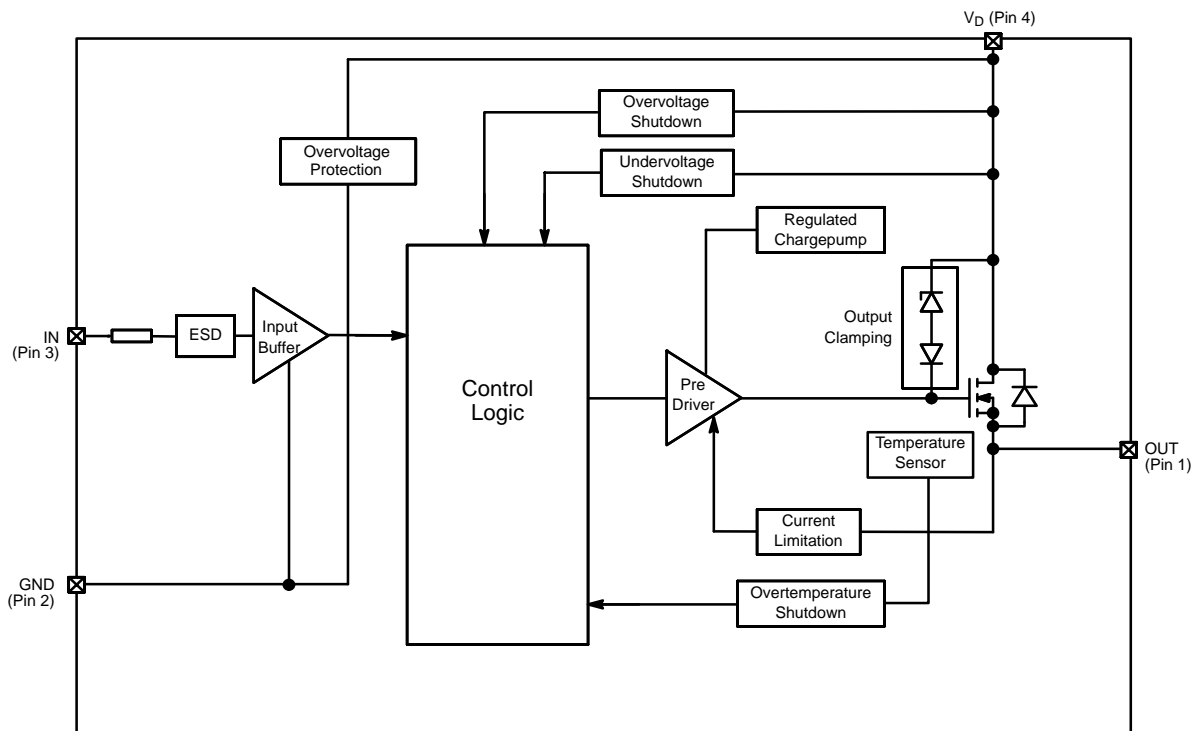 V_D (Pin 4)
Overvoltage
Shutdown
Overvoltage
Protection
Undervoltage
Shutdown
Regulated
Chargepump
IN
(Pin 3)
ESD
Input
Buffer
Output
Clamping
Control
Logic
Pre
Driver
Temperature
Sensor
OUT
(Pin 1)
Current
Limitation
GND
(Pin 2)
Overtemperature
Shutdown